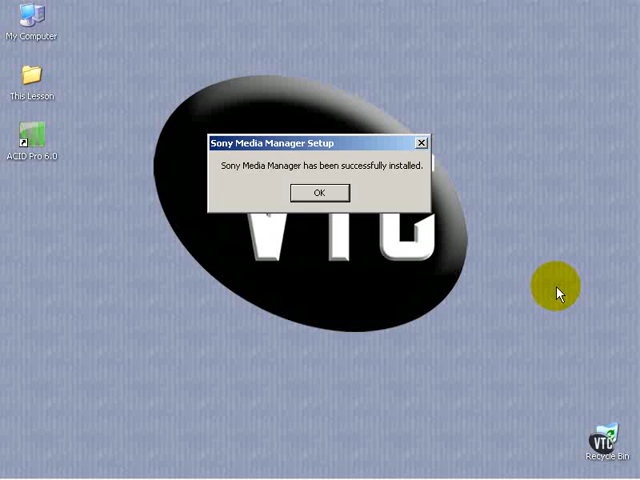 My Computer
This Lesson
ACID Pro 6.0
Sony Media Manager Setup
Sony Media Manager has been successfully installed.
OK
VTC
VTC
Recycle Bin